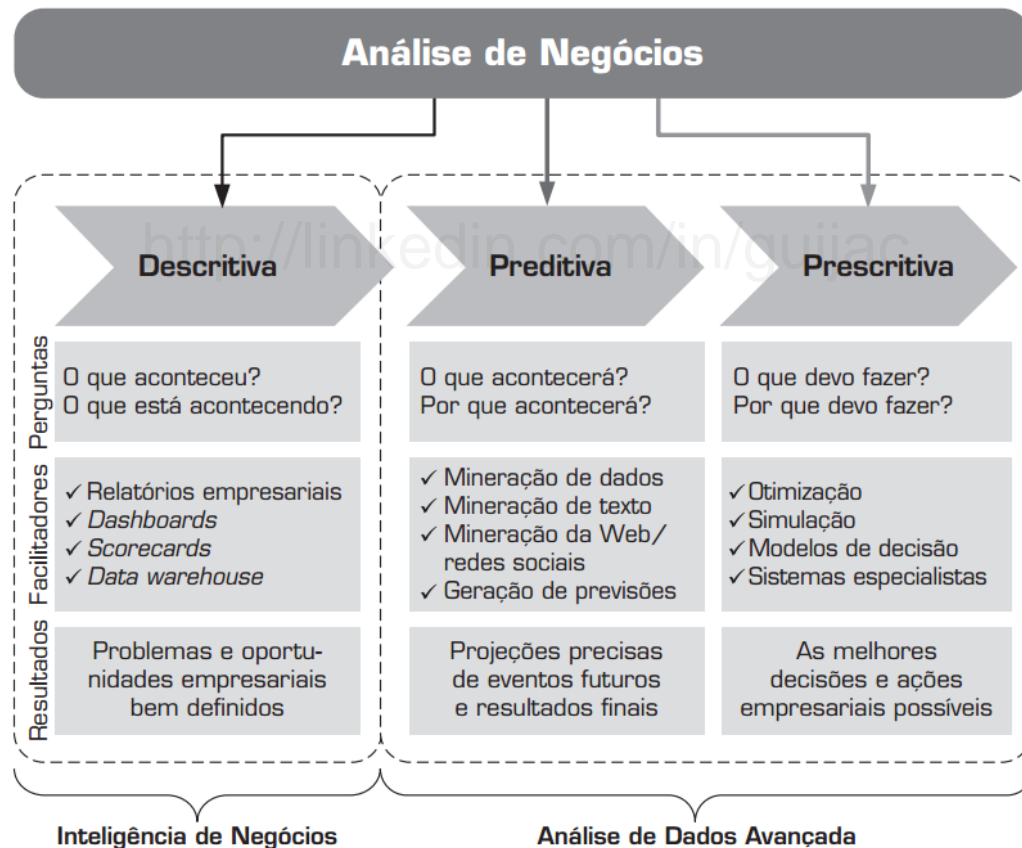 Análise de Negócios
http://linkedin.com/in/guijac
Descritiva
Preditiva
Prescritiva
Perguntas
O que aconteceu?
O que está acontecendo?
O que acontecerá?
Por que acontecerá?
O que devo fazer?
Por que devo fazer?
Facilitadores
✓ Relatórios empresariais
✓ Dashboards
✓ Scorecards
✓ Data warehouse
✓ Mineração de dados
✓ Mineração de texto
✓ Mineração da Web/
redes sociais
✓ Geração de previsões
✓ Otimização
✓ Simulação
✓ Modelos de decisão
✓ Sistemas especialistas
Resultados
Problemas e oportu-
nidades empresariais
bem definidos
Projeções precisas
de eventos futuros
e resultados finais
As melhores
decisões e ações
empresariais possíveis
Inteligência de Negócios
Análise de Dados Avançada